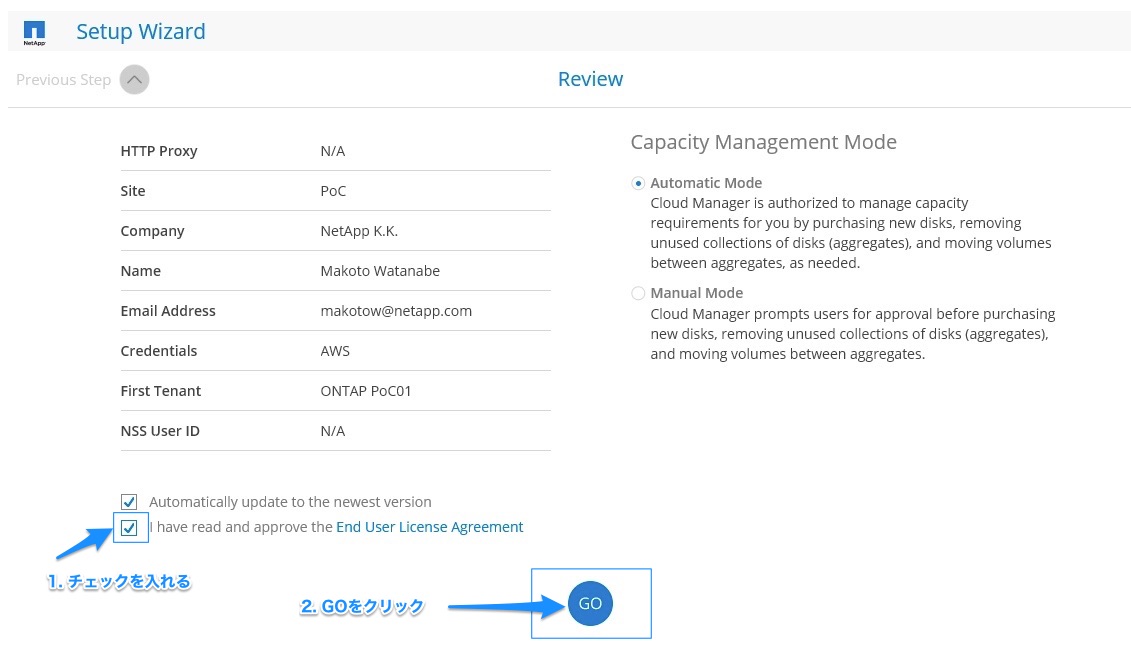 NetApp
Setup Wizard
Previous Step
Review
HTTP Proxy N/A
Site PoC
Company NetApp K.K.
Name Makoto Watanabe
Email Address makotow@netapp.com
Credentials AWS
First Tenant ONTAP PoC01
NSS User ID N/A
Capacity Management Mode
Automatic Mode
Cloud Manager is authorized to manage capacity
requirements for you by purchasing new disks, removing
unused collections of disks (aggregates), and moving volumes
between aggregates, as needed.
Manual Mode
Cloud Manager prompts users for approval before purchasing
new disks, removing unused collections of disks (aggregates),
and moving volumes between aggregates.
Automatically update to the newest version
I have read and approve the End User License Agreement
1. チェックを入れる
2. GOをクリック
GO